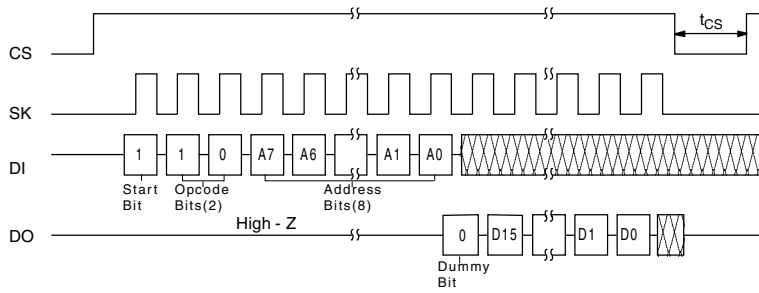 CS
tCS
SK
DI
1 1 0 A7 A6 A1 A0
Start
Bit
Opcode
Bits(2)
Address
Bits(8)
High - Z
DO
0 D15 D1 D0
Dummy
Bit